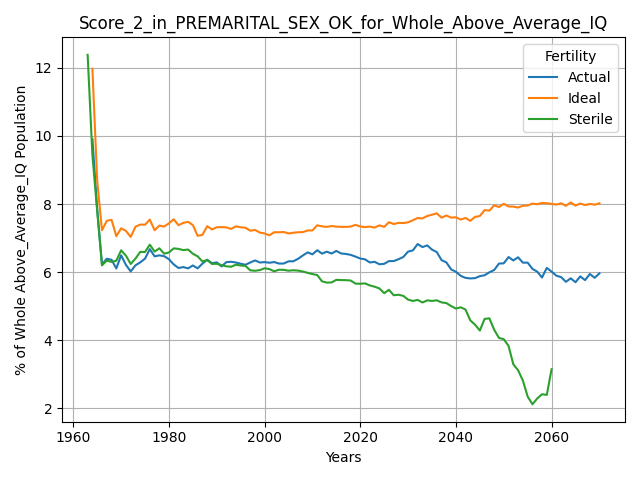 Score_2_in_PREMARITAL_SEX_OK_for_Whole_Above_Average_IQ
% of Whole Above_Average_IQ Population
12
10
8
6
4
2
Fertility
Actual
Ideal
Sterile
1960 1980 2000 2020 2040 2060
Years